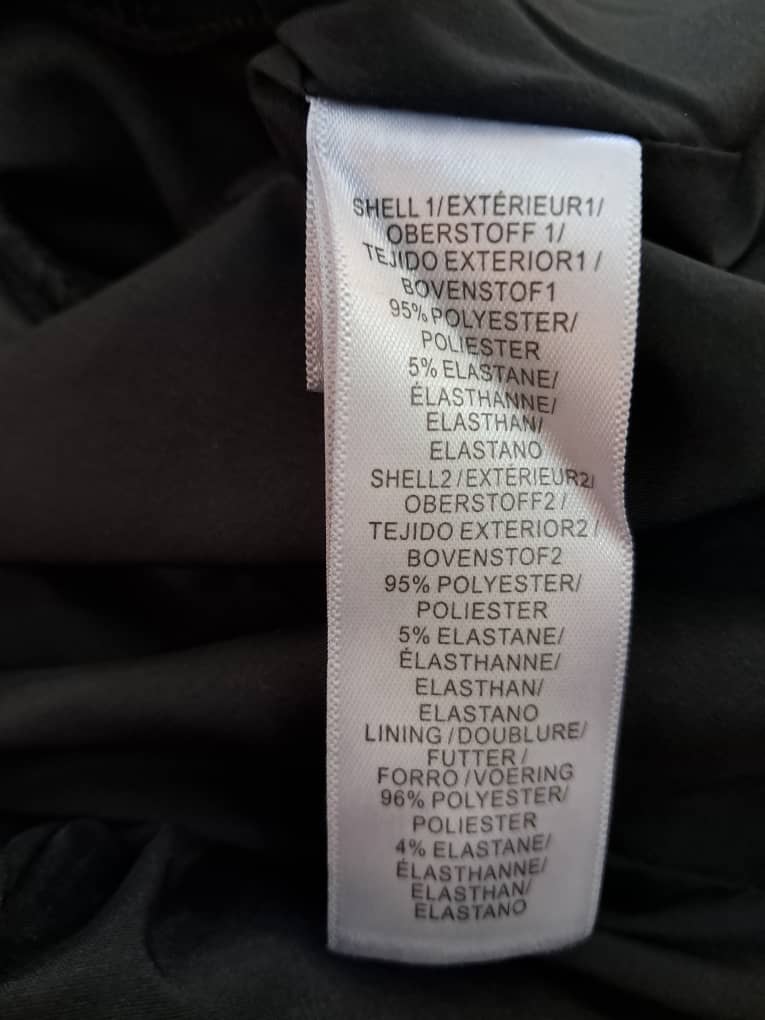 SHELL 1/EXTÉRIEUR1/
OBERSTOFF 1/
TEJIDO EXTERIOR1 /
BOVENSTOF1
95% POLYESTER/
POLIESTER
5% ELASTANE/
ÉLASTHANNE/
ELASTHAN/
ELASTANO
SHELL2 /EXTÉRIEUR2/
OBERSTOFF2 /
TEJIDO EXTERIOR2 /
BOVENSTOF2
95% POLYESTER/
POLIESTER
5% ELASTANE/
ÉLASTHANNE/
ELASTHAN/
ELASTANO
LINING /DOUBLURE/
FUTTER /
FORRO /VOERING
96% POLYESTER/
POLIESTER
4% ELASTANE/
ÉLASTHANNE/
ELASTHAN/
ELASTANO